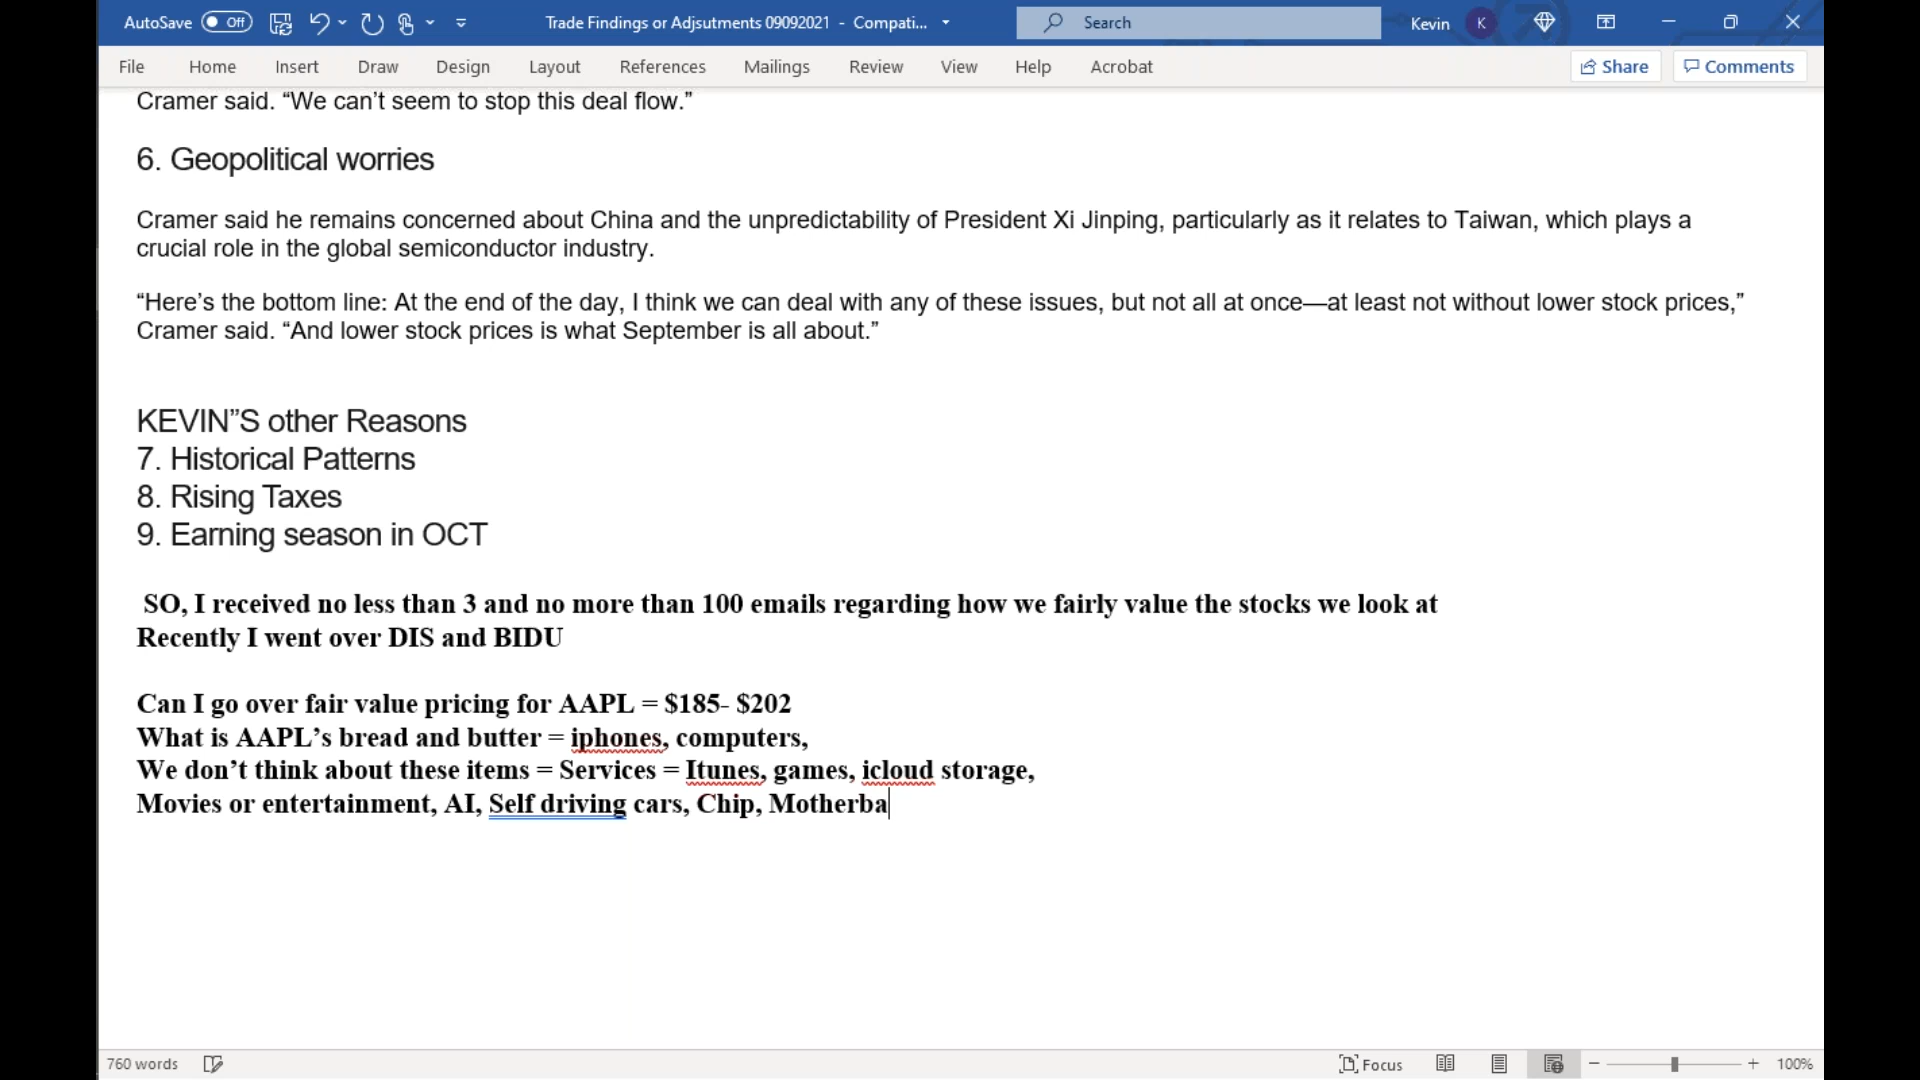 AutoSave Off Trade Findings or Adjsutments 09092021 - Compati... Search Kevin K
File Home Insert Draw Design Layout References Mailings Review View Help Acrobat Share Comments
Cramer said. “We can’t seem to stop this deal flow.”
6. Geopolitical worries
Cramer said he remains concerned about China and the unpredictability of President Xi Jinping, particularly as it relates to Taiwan, which plays a
crucial role in the global semiconductor industry.
“Here’s the bottom line: At the end of the day, I think we can deal with any of these issues, but not all at once—at least not without lower stock prices,”
Cramer said. “And lower stock prices is what September is all about.”
KEVIN”S other Reasons
7. Historical Patterns
8. Rising Taxes
9. Earning season in OCT
SO, I received no less than 3 and no more than 100 emails regarding how we fairly value the stocks we look at
Recently I went over DIS and BIDU
Can I go over fair value pricing for AAPL = $185- $202
What is AAPL’s bread and butter = iphones, computers,
We don’t think about these items = Services = Itunes, games, icloud storage,
Movies or entertainment, AI, Self driving cars, Chip, Motherba
760 words Focus 100%